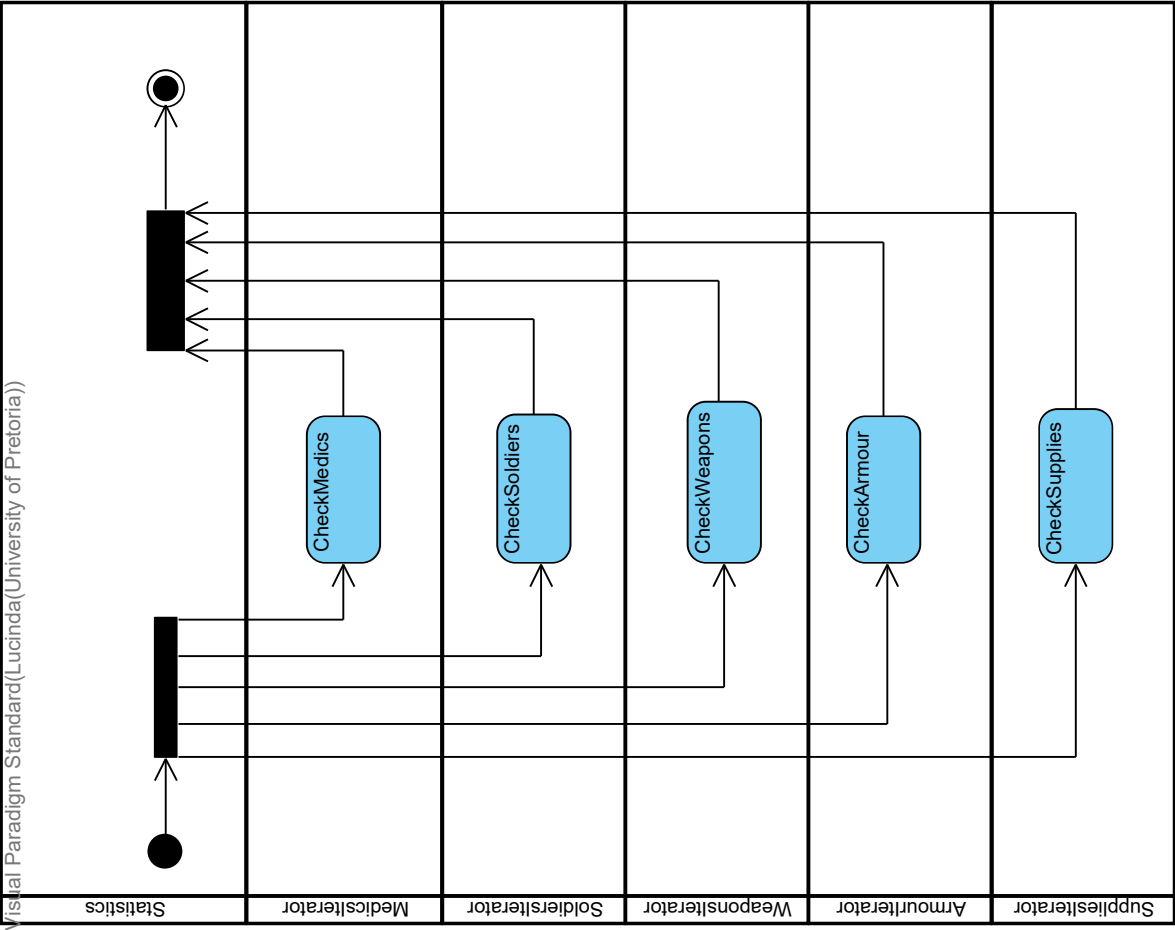 Visual Paradigm Standard(Lucinda(University of Pretoria))
CheckMedics
CheckSoldiers
CheckWeapons
CheckArmour
CheckSupplies
Statistics
MedicsIterator
SoldiersIterator
WeaponsIterator
ArmourIterator
SuppliesIterator